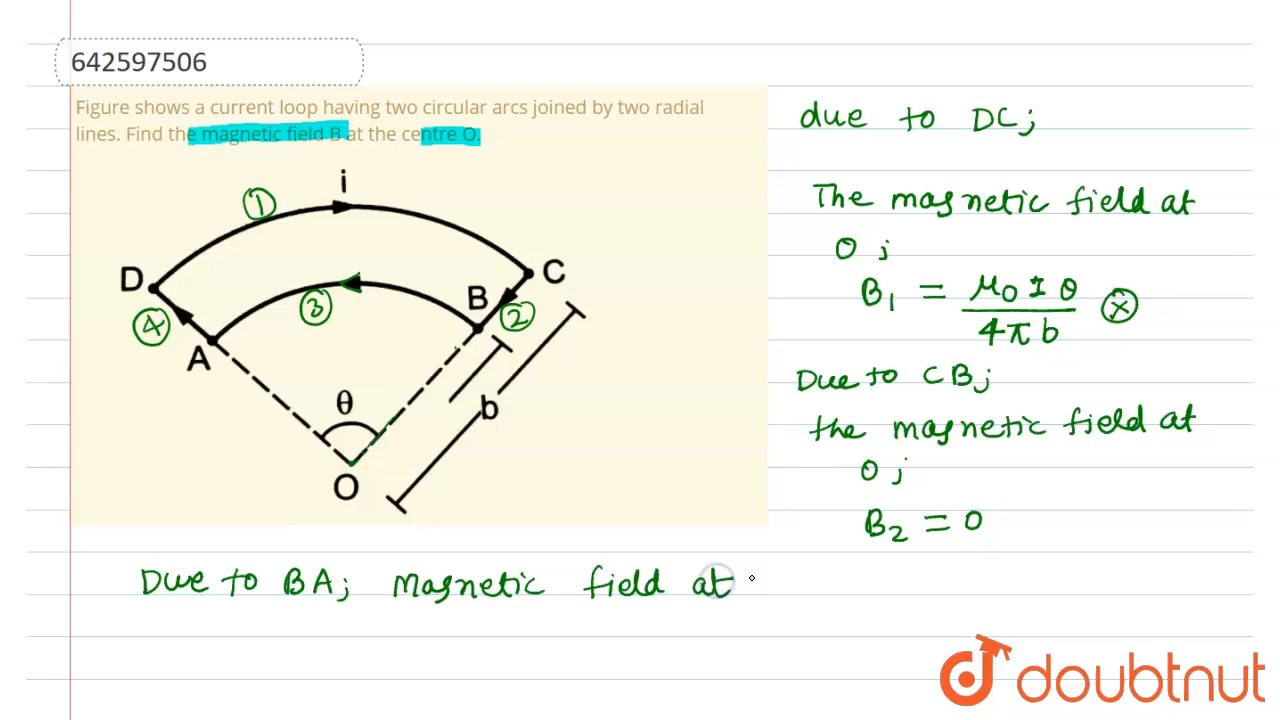 642597506
Figure shows a current loop having two circular arcs joined by two radial
lines. Find the magnetic field B at the centre O.
i
①
D
C
③
B
②
④
A
θ
b
O
due to DC;
The magnetic field at
O ;
B₁ = μ₀ I θ / 4π b ⊗
Due to CB;
the magnetic field at
O ;
B₂ = 0
Due to BA; Magnetic field at
doubtnut